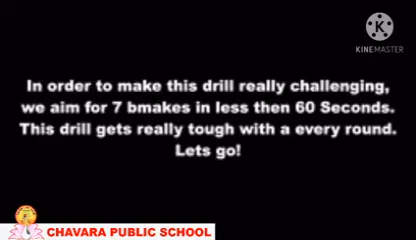 KINEMASTER
In order to make this drill really challenging,
we aim for 7 bmakes in less then 60 Seconds.
This drill gets really tough with a every round.
Lets go!
CHAVARA PUBLIC SCHOOL